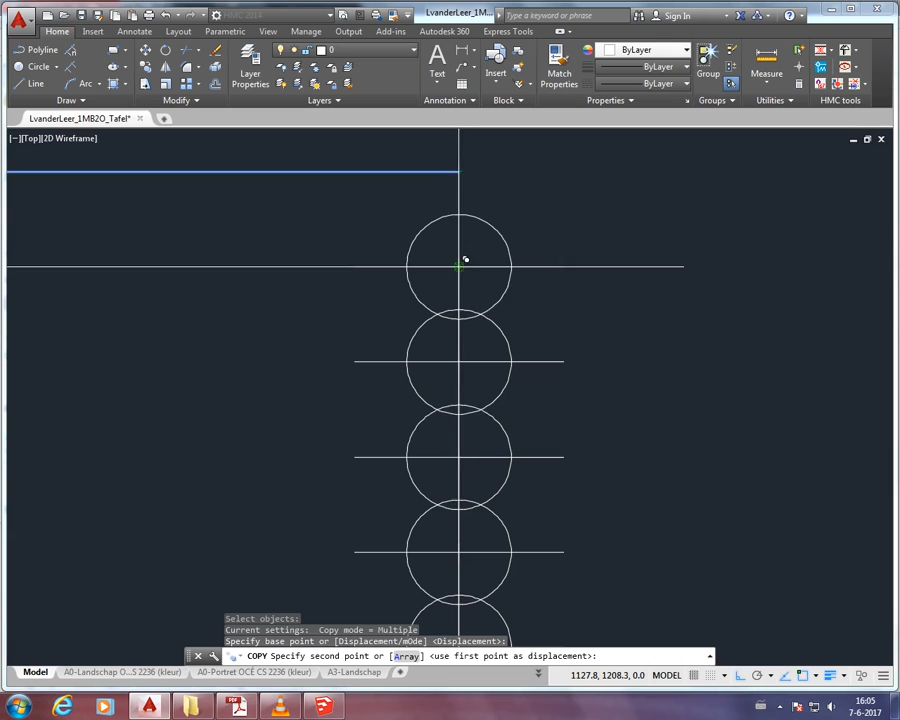 HMC 2014
LvanderLeer_1M...
Type a keyword or phrase
Sign In
Home Insert Annotate Layout Parametric View Manage Output Add-ins Autodesk 360 Express Tools
Polyline
Circle
Line
Arc
Draw
Modify
Layer
Properties
0
Layers
Text
Annotation
Insert
Block
Match
Properties
ByLayer
ByLayer
ByLayer
Properties
Group
Groups
Measure
Utilities
HMC tools
LvanderLeer_1MB2O_Tafel*
[−][Top][2D Wireframe]
Select objects:
Current settings:  Copy mode = Multiple
Specify base point or [Displacement/mOde] <Displacement>:
COPY Specify second point or [Array] <use first point as displacement>:
Model A0-Landschap O...S 2236 (kleur) A0-Portret OCÉ CS 2236 (kleur) A3-Landschap
1127.8, 1208.3, 0.0 MODEL
16:05
7-6-2017